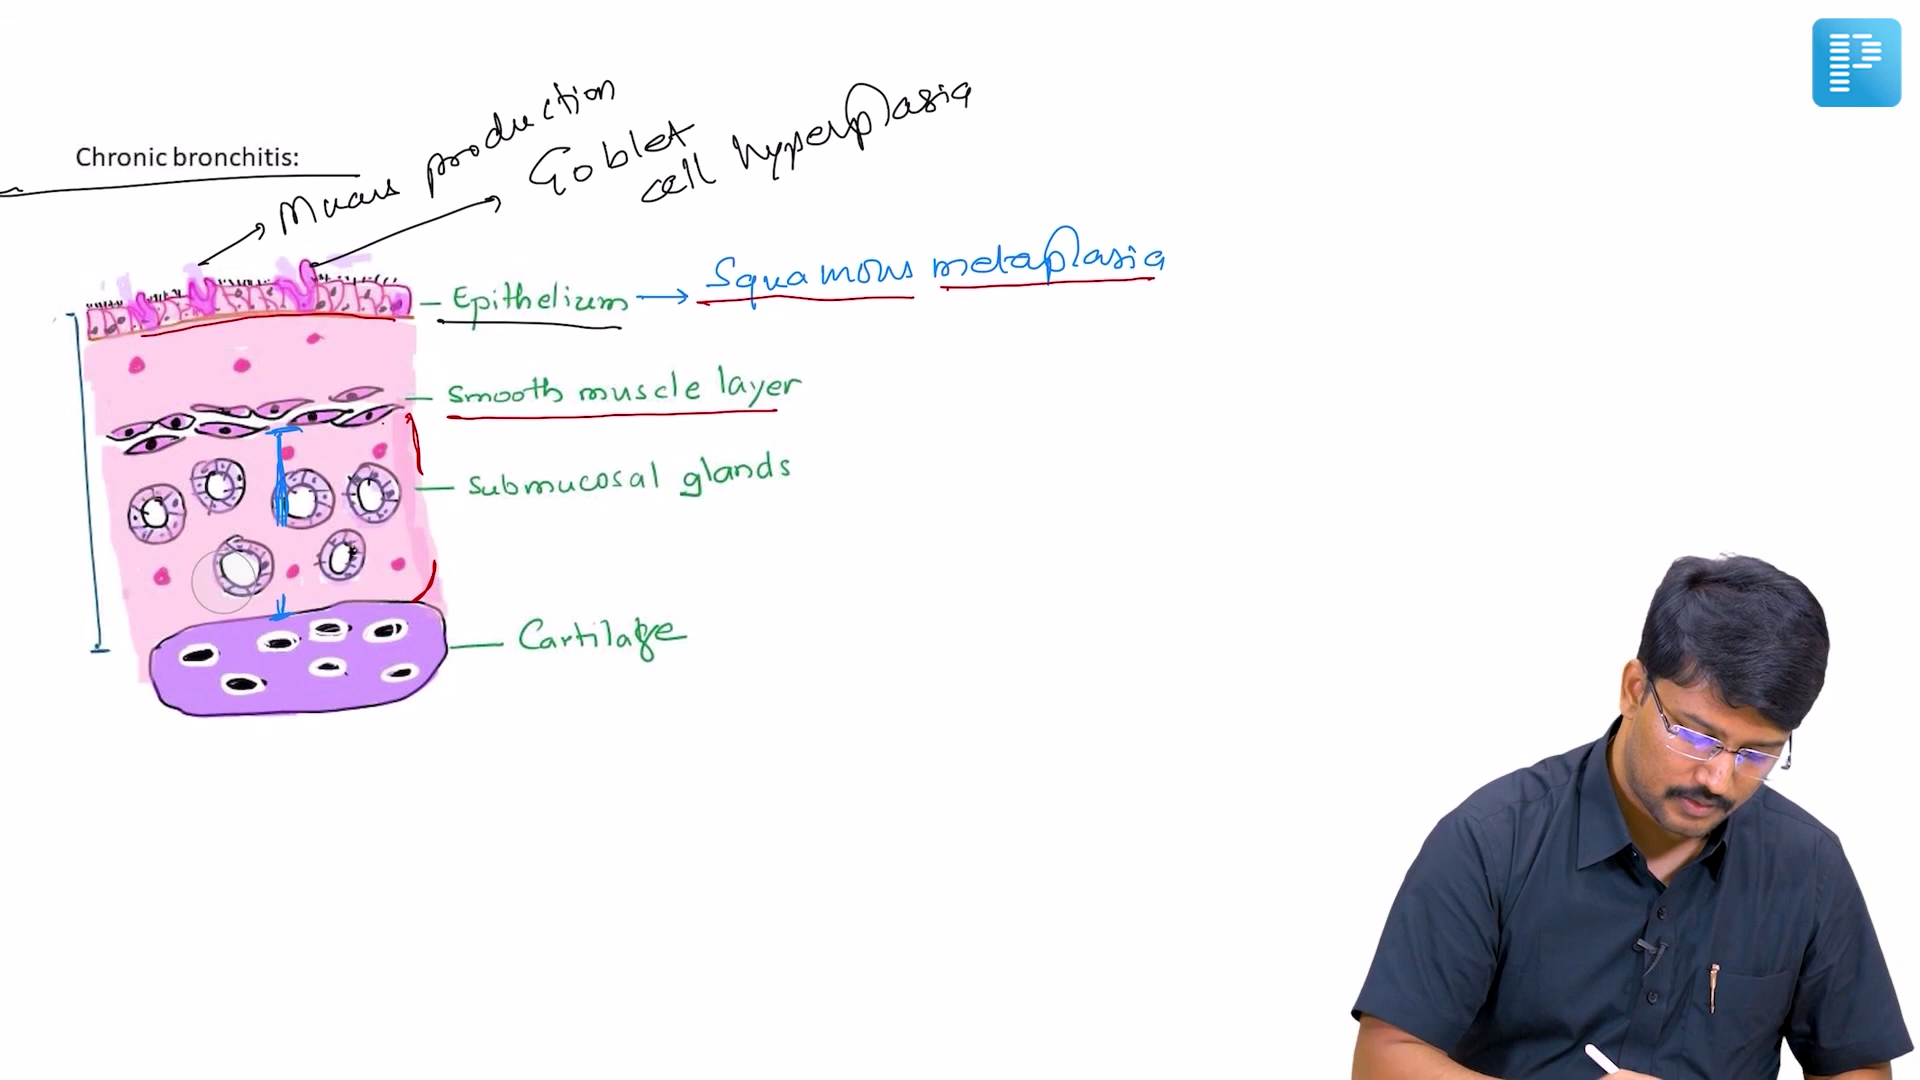 Chronic bronchitis:
Mucus production
Goblet
cell hyperplasia
Epithelium → Squamous metaplasia
Smooth muscle layer
Submucosal glands
Cartilage